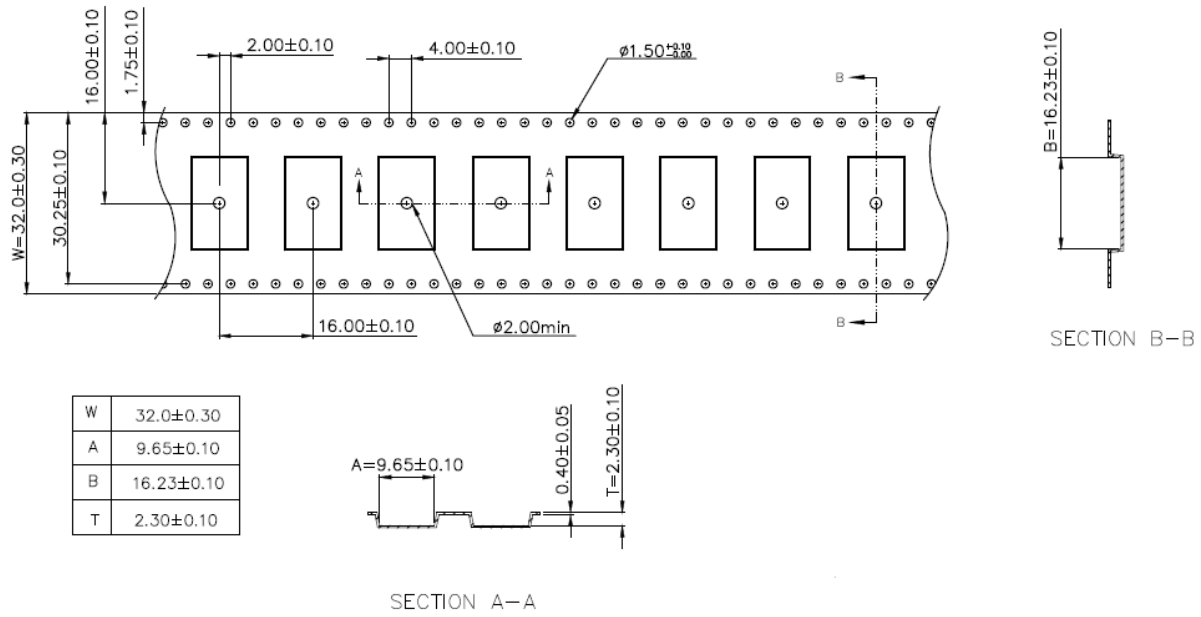 16.00±0.10
1.75±0.10
2.00±0.10
4.00±0.10
ø1.50+0.10-0.00
B
B=16.23±0.10
W=32.0±0.30
30.25±0.10
A
A
16.00±0.10
ø2.00min
B
SECTION B-B
W 32.0±0.30
A 9.65±0.10
B 16.23±0.10
T 2.30±0.10
A=9.65±0.10
0.40±0.05
T=2.30±0.10
SECTION A-A